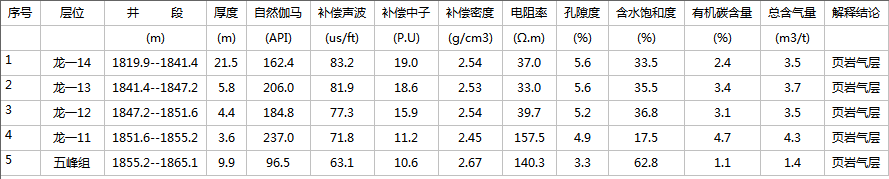 序号 层位 井 段 厚度 自然伽马 补偿声波 补偿中子 补偿密度 电阻率 孔隙度 含水饱和度 有机碳含量 总含气量 解释结论
(m) (m) (API) (us/ft) (P.U) (g/cm3) (Ω.m) (%) (%) (%) (m3/t)
1 龙一14 1819.9--1841.4 21.5 162.4 83.2 19.0 2.54 37.0 5.6 33.5 2.4 3.5 页岩气层
2 龙一13 1841.4--1847.2 5.8 206.0 81.9 18.6 2.53 33.0 5.6 35.5 3.4 3.7 页岩气层
3 龙一12 1847.2--1851.6 4.4 184.8 77.3 15.9 2.54 39.7 5.2 36.8 3.1 3.5 页岩气层
4 龙一11 1851.6--1855.2 3.6 237.0 71.8 11.2 2.45 157.5 4.9 17.5 4.7 4.3 页岩气层
5 五峰组 1855.2--1865.1 9.9 96.5 63.1 10.6 2.67 140.3 3.3 62.8 1.1 1.4 页岩气层